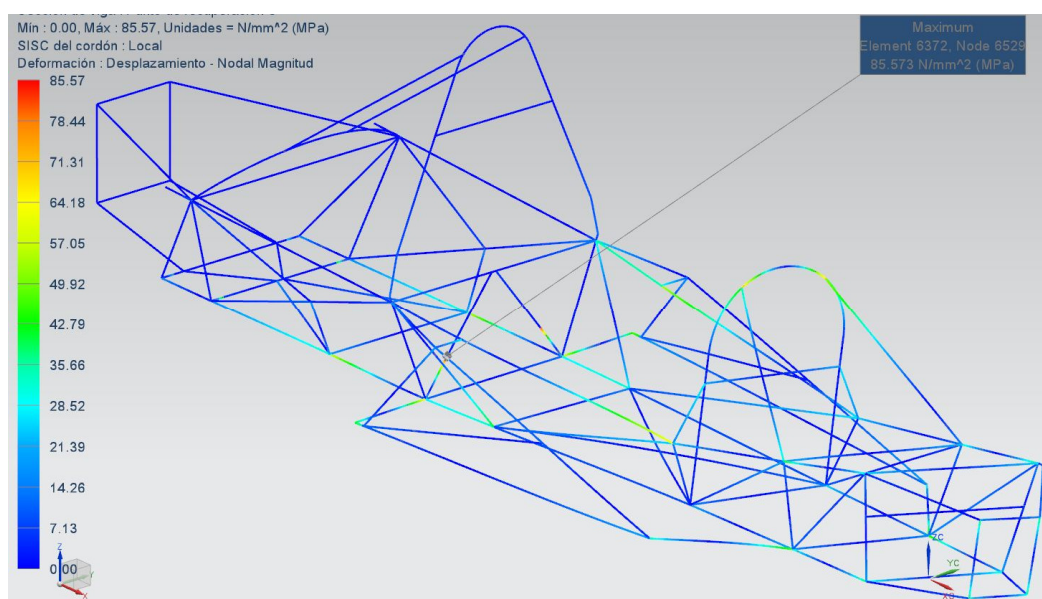 Mín : 0.00, Máx : 85.57, Unidades = N/mm^2 (MPa)
SISC del cordón : Local
Deformación : Desplazamiento - Nodal Magnitud
85.57
78.44
71.31
64.18
57.05
49.92
42.79
35.66
28.52
21.39
14.26
7.13
0.00
Maximum
Element 6372, Node 6529
85.573 N/mm^2 (MPa)
Z
Y
X
ZC
YC
XC